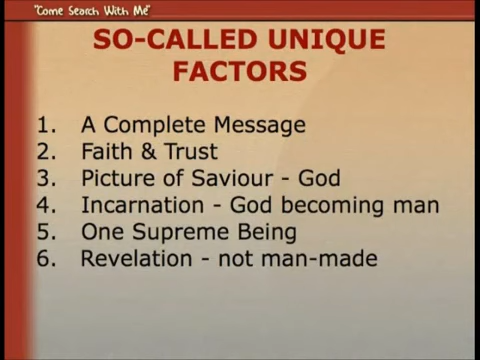 "Come Search With Me"
SO-CALLED UNIQUE
FACTORS
1. A Complete Message
2. Faith & Trust
3. Picture of Saviour - God
4. Incarnation - God becoming man
5. One Supreme Being
6. Revelation - not man-made